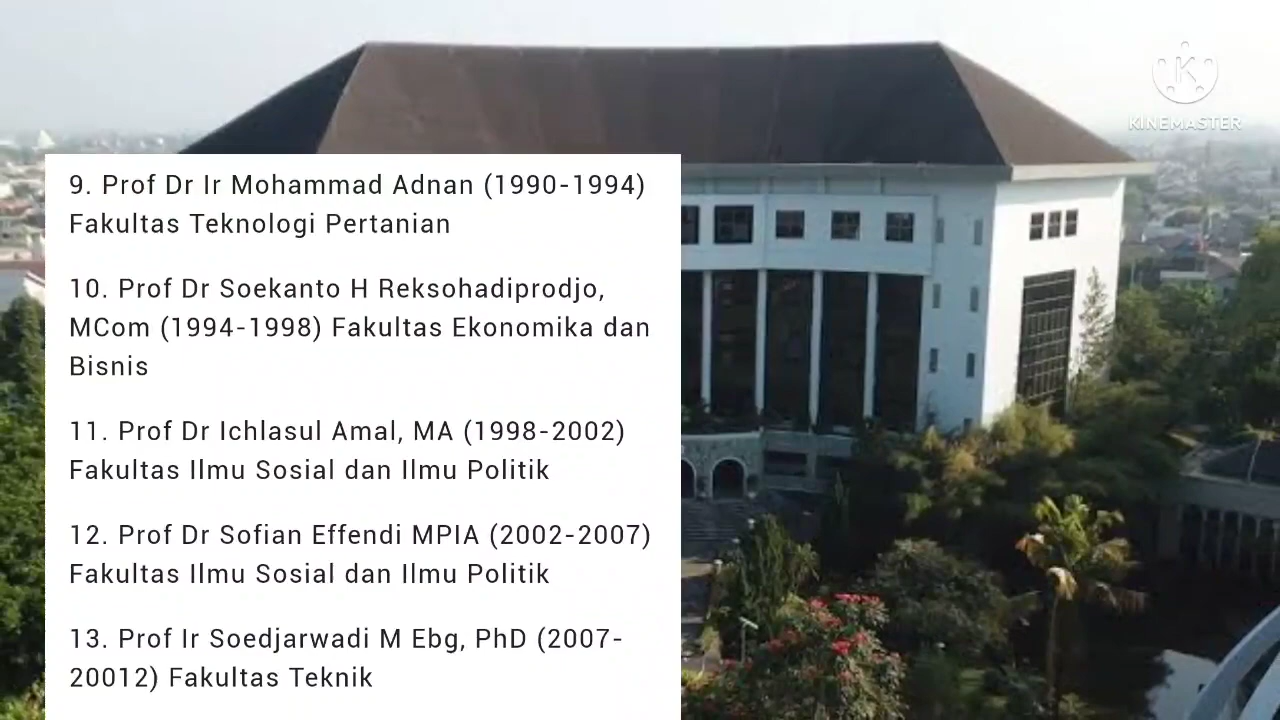 KINEMASTER
9. Prof Dr Ir Mohammad Adnan (1990-1994)
Fakultas Teknologi Pertanian
10. Prof Dr Soekanto H Reksohadiprodjo,
MCom (1994-1998) Fakultas Ekonomika dan
Bisnis
11. Prof Dr Ichlasul Amal, MA (1998-2002)
Fakultas Ilmu Sosial dan Ilmu Politik
12. Prof Dr Sofian Effendi MPIA (2002-2007)
Fakultas Ilmu Sosial dan Ilmu Politik
13. Prof Ir Soedjarwadi M Ebg, PhD (2007-
20012) Fakultas Teknik